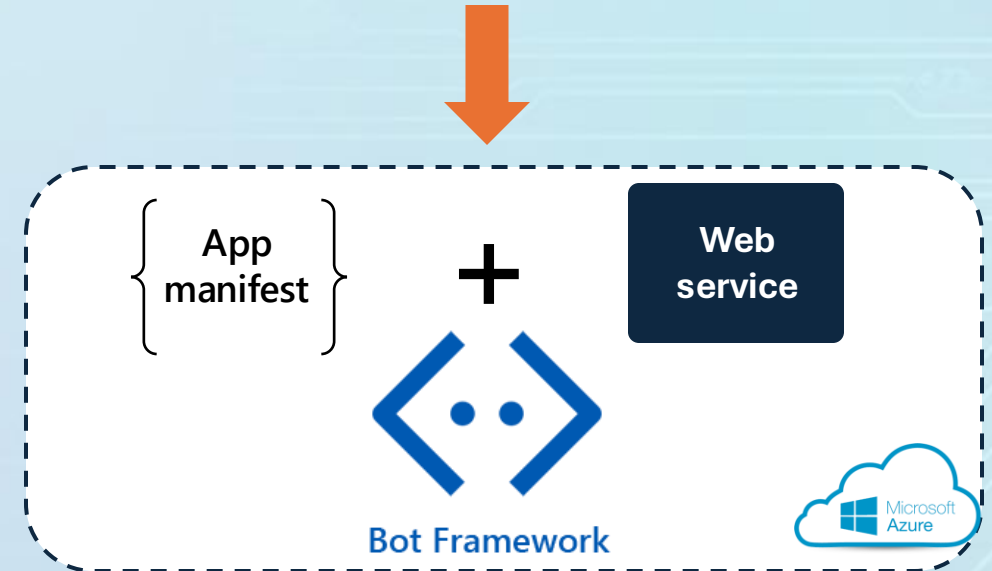 App
manifest
+
Web
service
Bot Framework
Microsoft
Azure